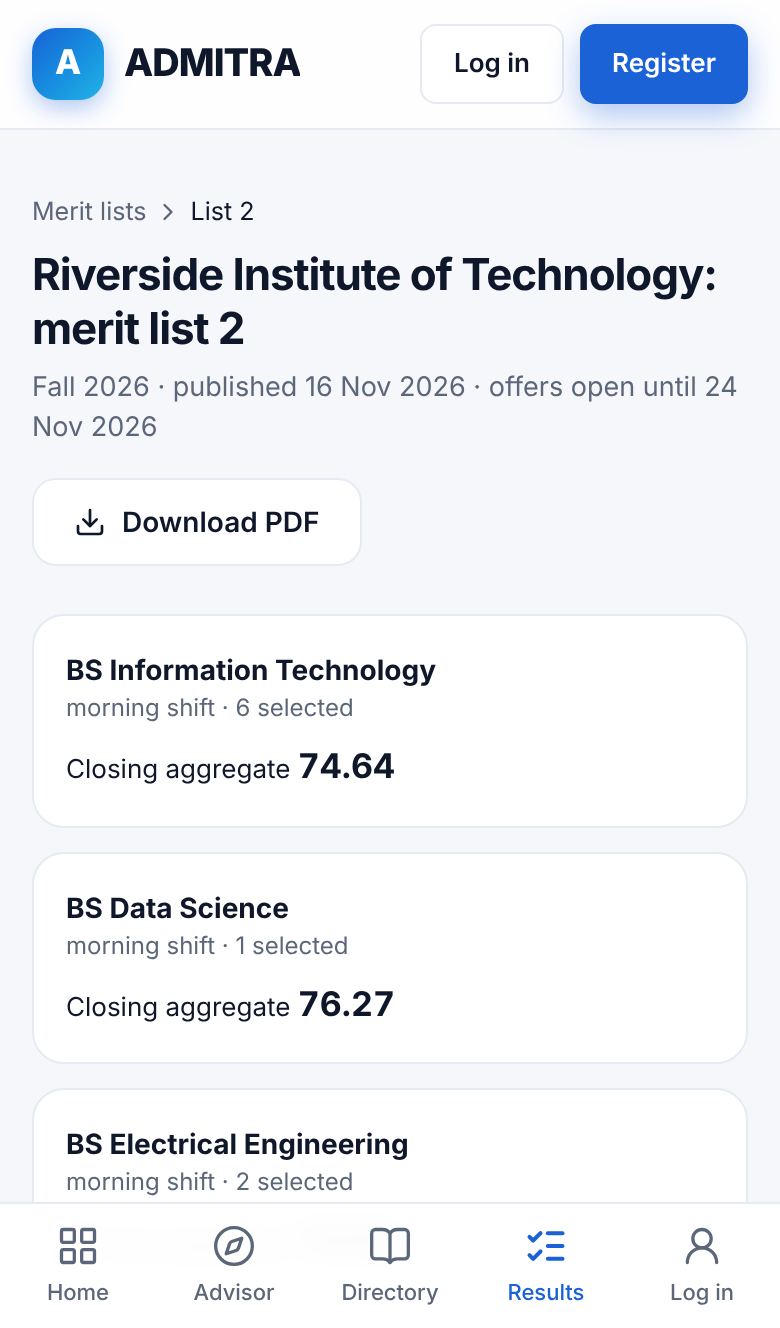 A ADMITRA Log in Register
Merit lists List 2
Riverside Institute of Technology:
merit list 2
Fall 2026 · published 16 Nov 2026 · offers open until 24
Nov 2026
Download PDF
BS Information Technology
morning shift · 6 selected
Closing aggregate 74.64
BS Data Science
morning shift · 1 selected
Closing aggregate 76.27
BS Electrical Engineering
morning shift · 2 selected
Home Advisor Directory Results Log in